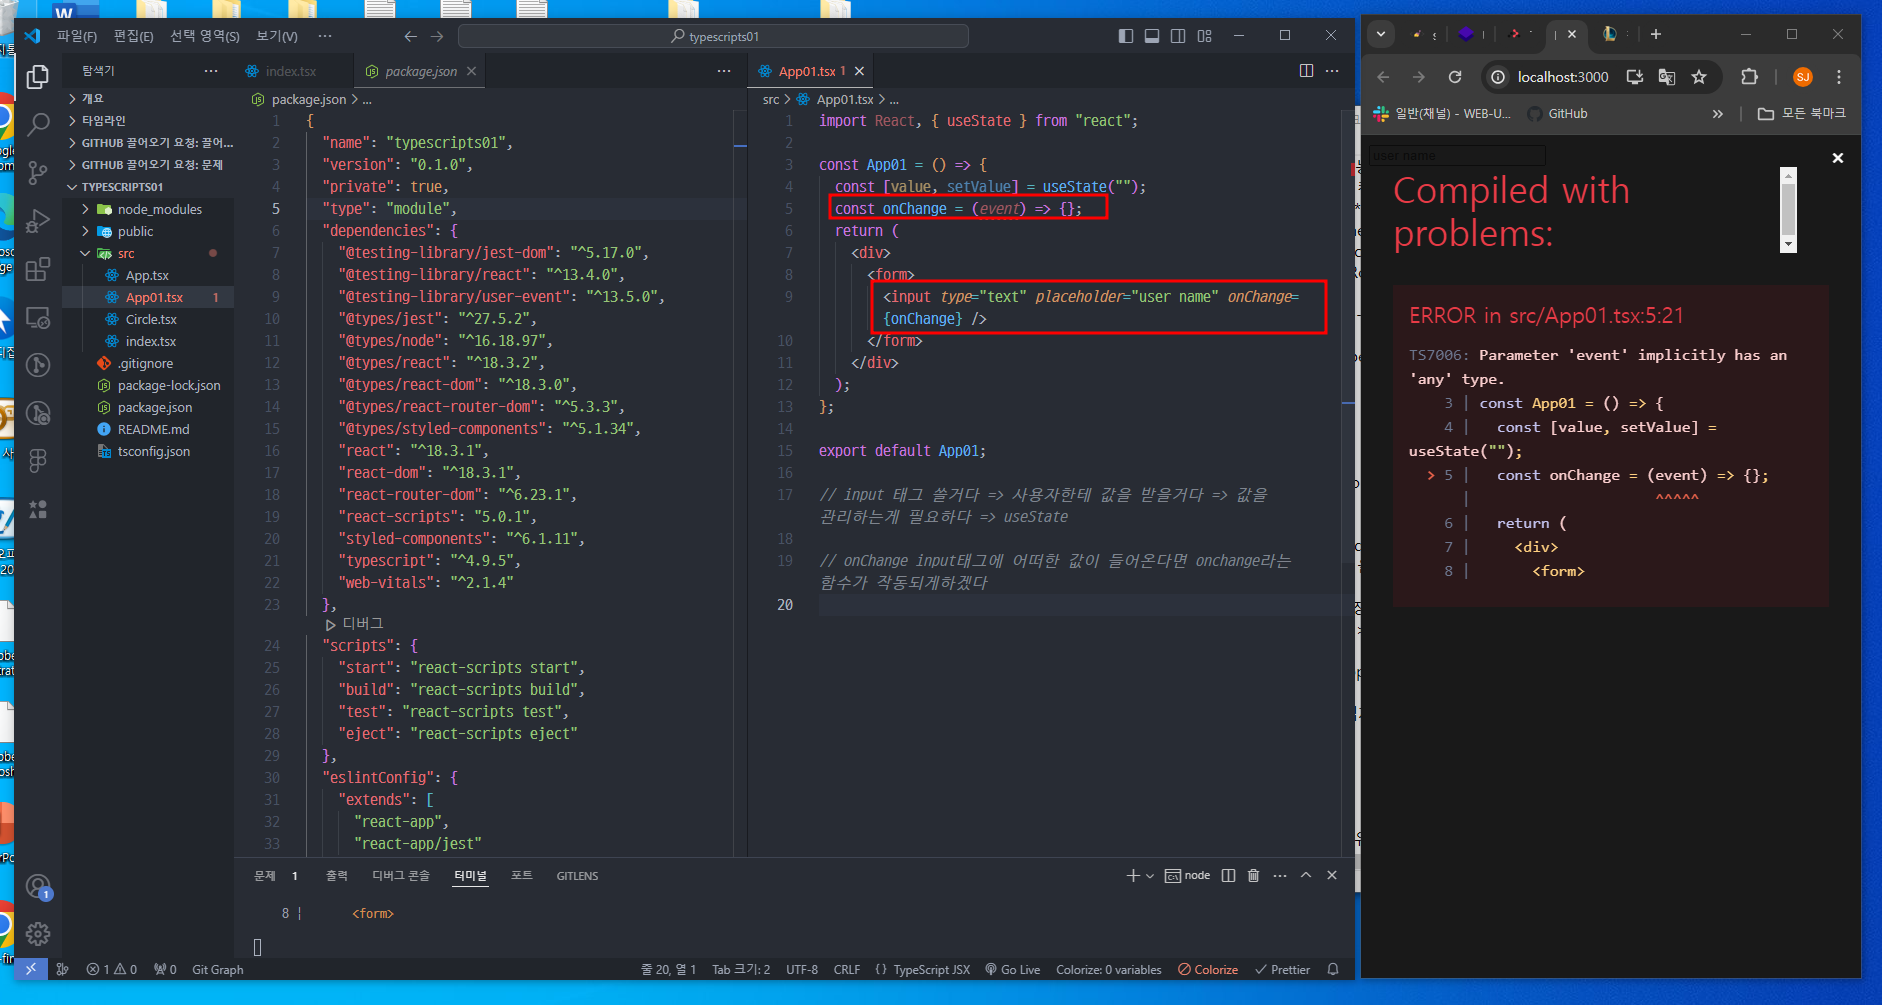 파일(F) 편집(E) 선택 영역(S) 보기(V) ···
typescripts01
탐색기
개요
타임라인
GITHUB 끌어오기 요청: 끌어...
GITHUB 끌어오기 요청: 문제
TYPESCRIPTS01
node_modules
public
src
App.tsx
App01.tsx 1
Circle.tsx
index.tsx
.gitignore
package-lock.json
package.json
README.md
tsconfig.json
index.tsx
package.json
package.json > ...
1 {
2 "name": "typescripts01",
3 "version": "0.1.0",
4 "private": true,
5 "type": "module",
6 "dependencies": {
7 "@testing-library/jest-dom": "^5.17.0",
8 "@testing-library/react": "^13.4.0",
9 "@testing-library/user-event": "^13.5.0",
10 "@types/jest": "^27.5.2",
11 "@types/node": "^16.18.97",
12 "@types/react": "^18.3.2",
13 "@types/react-dom": "^18.3.0",
14 "@types/react-router-dom": "^5.3.3",
15 "@types/styled-components": "^5.1.34",
16 "react": "^18.3.1",
17 "react-dom": "^18.3.1",
18 "react-router-dom": "^6.23.1",
19 "react-scripts": "5.0.1",
20 "styled-components": "^6.1.11",
21 "typescript": "^4.9.5",
22 "web-vitals": "^2.1.4"
23 },
디버그
24 "scripts": {
25 "start": "react-scripts start",
26 "build": "react-scripts build",
27 "test": "react-scripts test",
28 "eject": "react-scripts eject"
29 },
30 "eslintConfig": {
31 "extends": [
32 "react-app",
33 "react-app/jest"
App01.tsx 1
src > App01.tsx > ...
1 import React, { useState } from "react";
2
3 const App01 = () => {
4 const [value, setValue] = useState("");
5 const onChange = (event) => {};
6 return (
7 <div>
8 <form>
9 <input type="text" placeholder="user name" onChange=
{onChange} />
10 </form>
11 </div>
12 );
13 };
14
15 export default App01;
16
17 // input 태그 쓸거다 => 사용자한테 값을 받을거다 => 값을
관리하는게 필요하다 => useState
18
19 // onChange input태그에 어떠한 값이 들어온다면 onchange라는
함수가 작동되게하겠다
20
문제 1 출력 디버그 콘솔 터미널 포트 GITLENS
node
8 | <form>
1 0 0 Git Graph
줄 20, 열 1 Tab 크기: 2 UTF-8 CRLF {} TypeScript JSX Go Live Colorize: 0 variables Colorize Prettier
localhost:3000
SJ
일반(채널) - WEB-U... GitHub » 모든 북마크
user name
Compiled with
problems:
ERROR in src/App01.tsx:5:21
TS7006: Parameter 'event' implicitly has an
'any' type.
3 | const App01 = () => {
4 | const [value, setValue] =
useState("");
> 5 | const onChange = (event) => {};
| ^^^^^
6 | return (
7 | <div>
8 | <form>